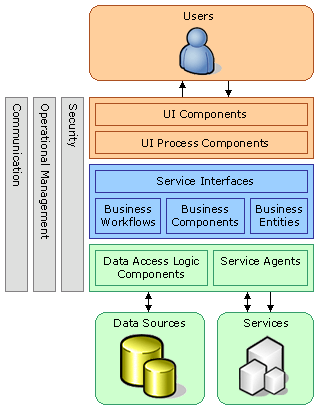 Users
Communication
Operational Management
Security
UI Components
UI Process Components
Service Interfaces
Business
Workflows
Business
Components
Business
Entities
Data Access Logic
Components
Service Agents
Data Sources
Services